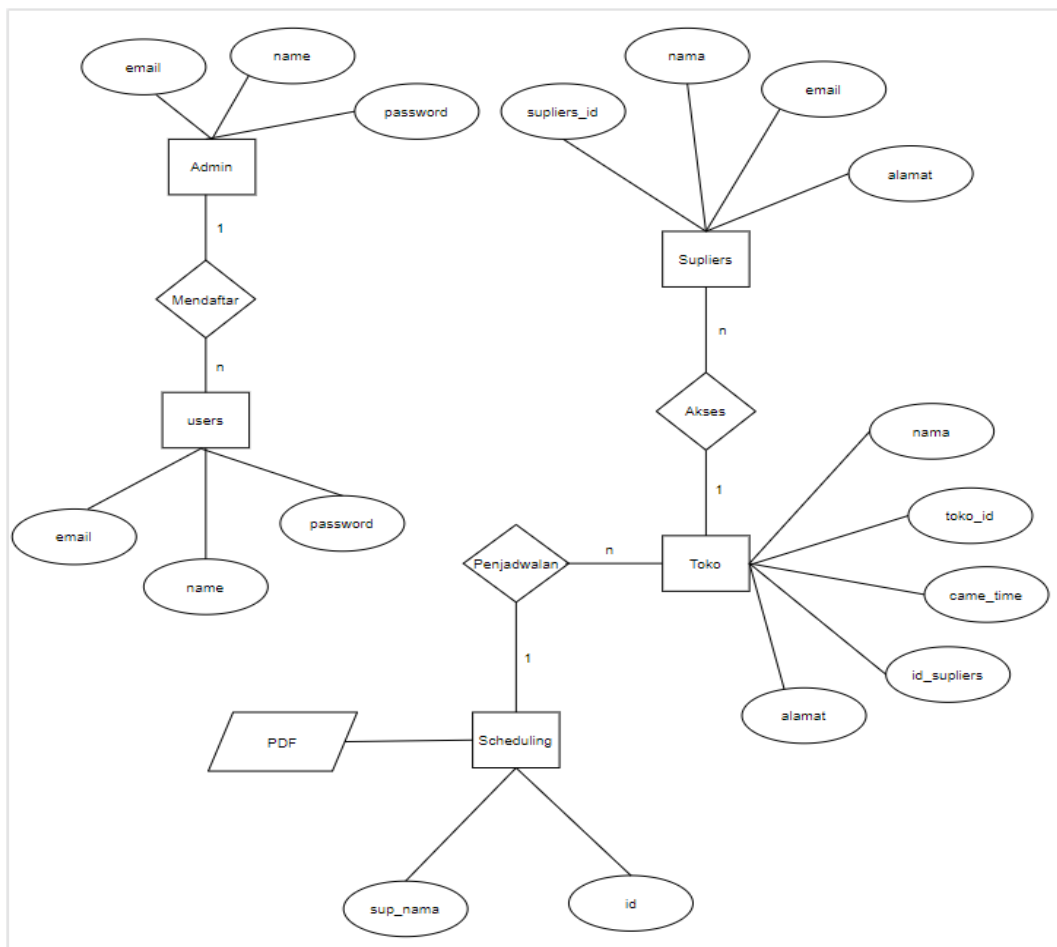 email
name
password
Admin
1
Mendaftar
n
users
email
name
password
supliers_id
nama
email
alamat
Supliers
n
Akses
1
Toko
nama
toko_id
came_time
id_supliers
alamat
n
Penjadwalan
1
Scheduling
PDF
sup_nama
id